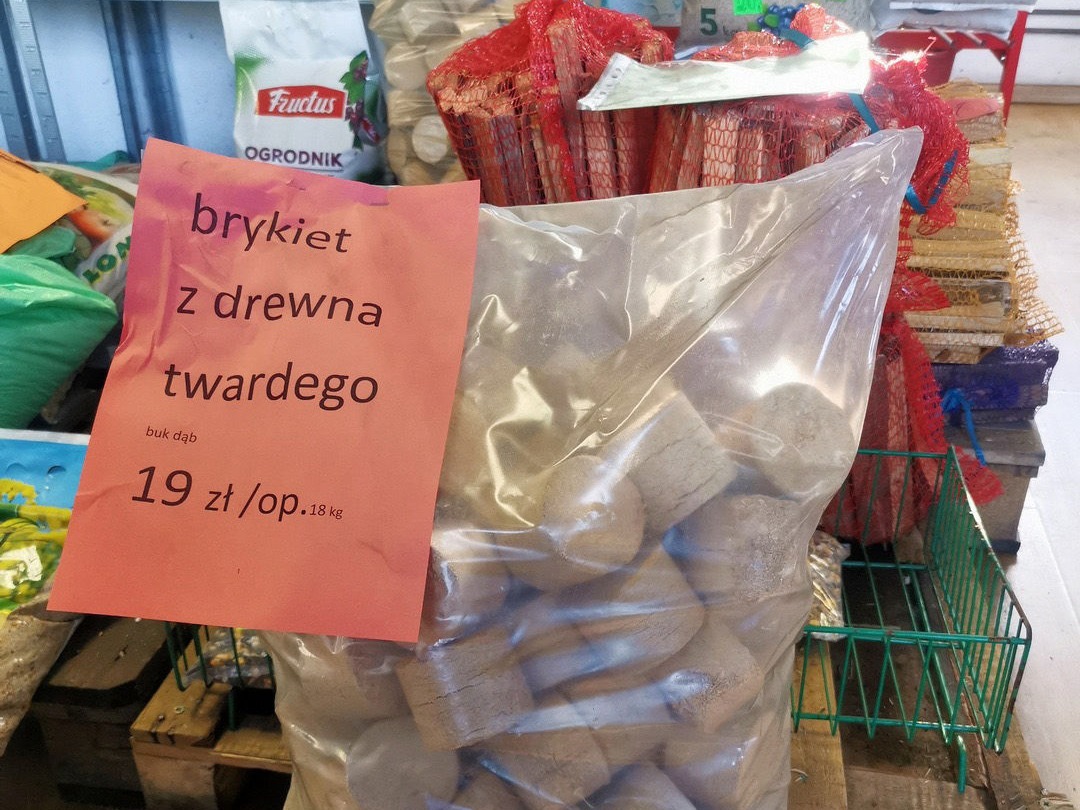 Fructus
OGRODNIK
5
brykiet
z drewna
twardego
buk dąb
19 zł /op.18 kg